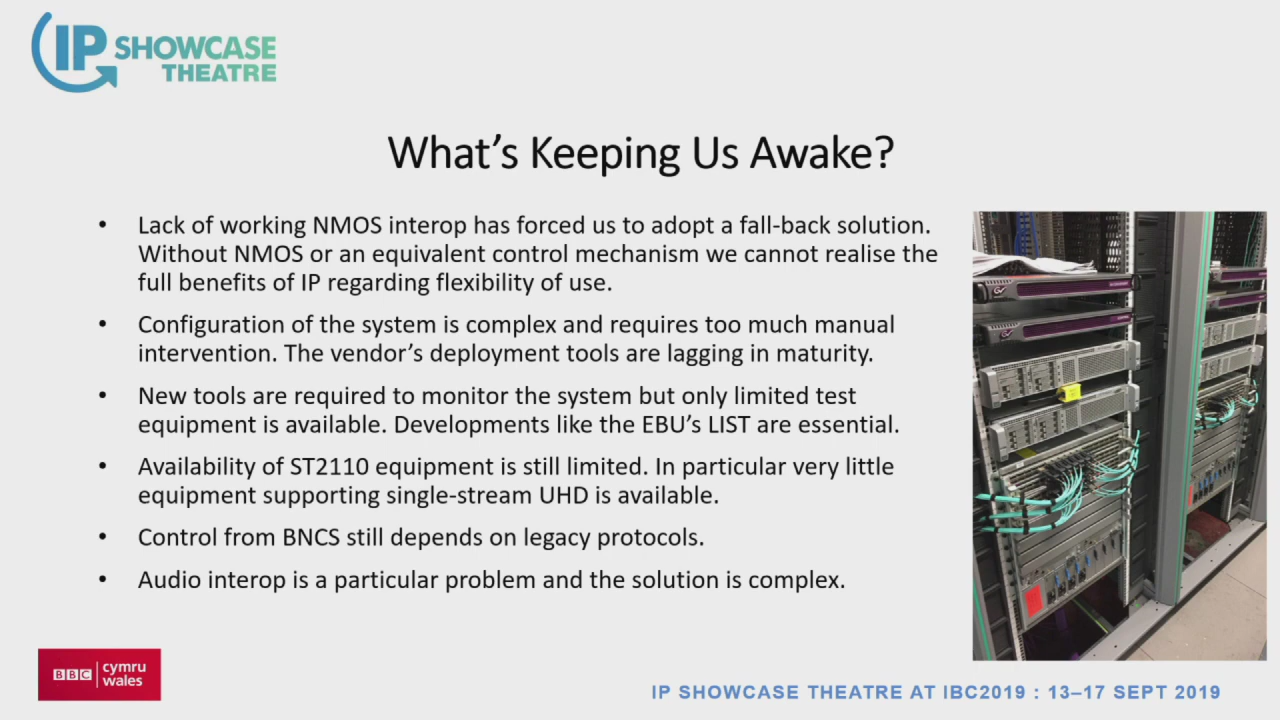 IP SHOWCASE
THEATRE
What's Keeping Us Awake?
• Lack of working NMOS interop has forced us to adopt a fall-back solution.
Without NMOS or an equivalent control mechanism we cannot realise the
full benefits of IP regarding flexibility of use.
• Configuration of the system is complex and requires too much manual
intervention. The vendor's deployment tools are lagging in maturity.
• New tools are required to monitor the system but only limited test
equipment is available. Developments like the EBU's LIST are essential.
• Availability of ST2110 equipment is still limited. In particular very little
equipment supporting single-stream UHD is available.
• Control from BNCS still depends on legacy protocols.
• Audio interop is a particular problem and the solution is complex.
BBC cymru
wales
IP SHOWCASE THEATRE AT IBC2019 : 13–17 SEPT 2019